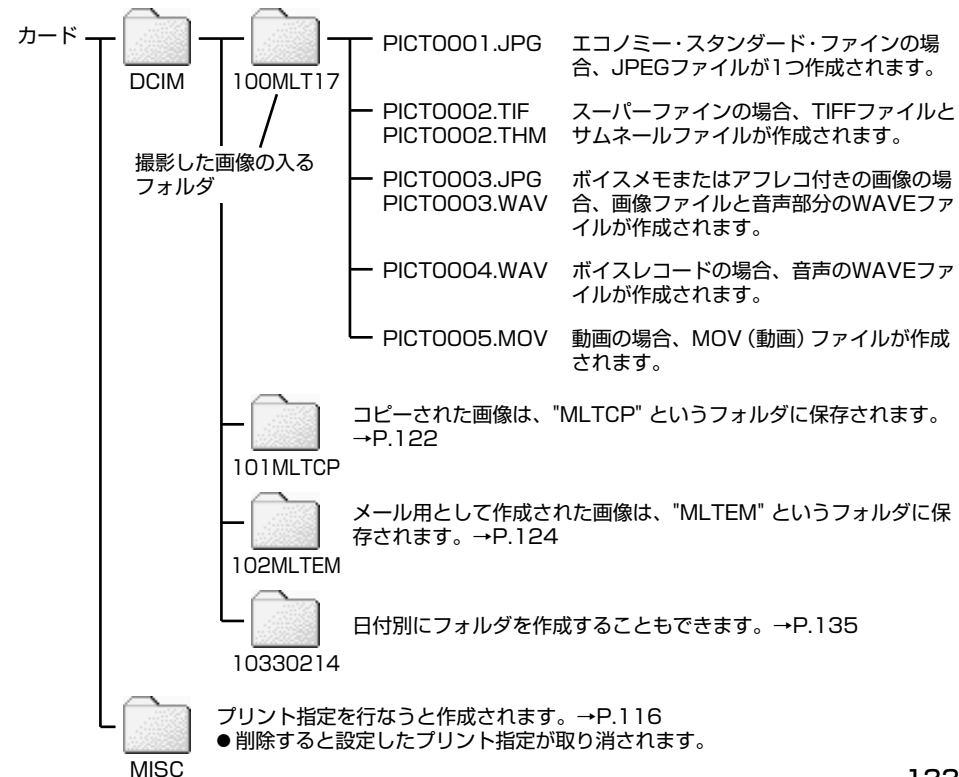 カード
DCIM
100MLT17
撮影した画像の入る
フォルダ
PICT0001.JPG エコノミー・スタンダード・ファインの場
合、JPEGファイルが1つ作成されます。
PICT0002.TIF スーパーファインの場合、TIFFファイルと
PICT0002.THM サムネールファイルが作成されます。
PICT0003.JPG ボイスメモまたはアフレコ付きの画像の場
PICT0003.WAV 合、画像ファイルと音声部分のWAVEファ
イルが作成されます。
PICT0004.WAV ボイスレコードの場合、音声のWAVEファ
イルが作成されます。
PICT0005.MOV 動画の場合、MOV（動画）ファイルが作成
されます。
コピーされた画像は、"MLTCP" というフォルダに保存されます。
→P.122
101MLTCP
メール用として作成された画像は、"MLTEM" というフォルダに保
存されます。→P.124
102MLTEM
日付別にフォルダを作成することもできます。→P.135
10330214
プリント指定を行なうと作成されます。→P.116
●削除すると設定したプリント指定が取り消されます。
MISC